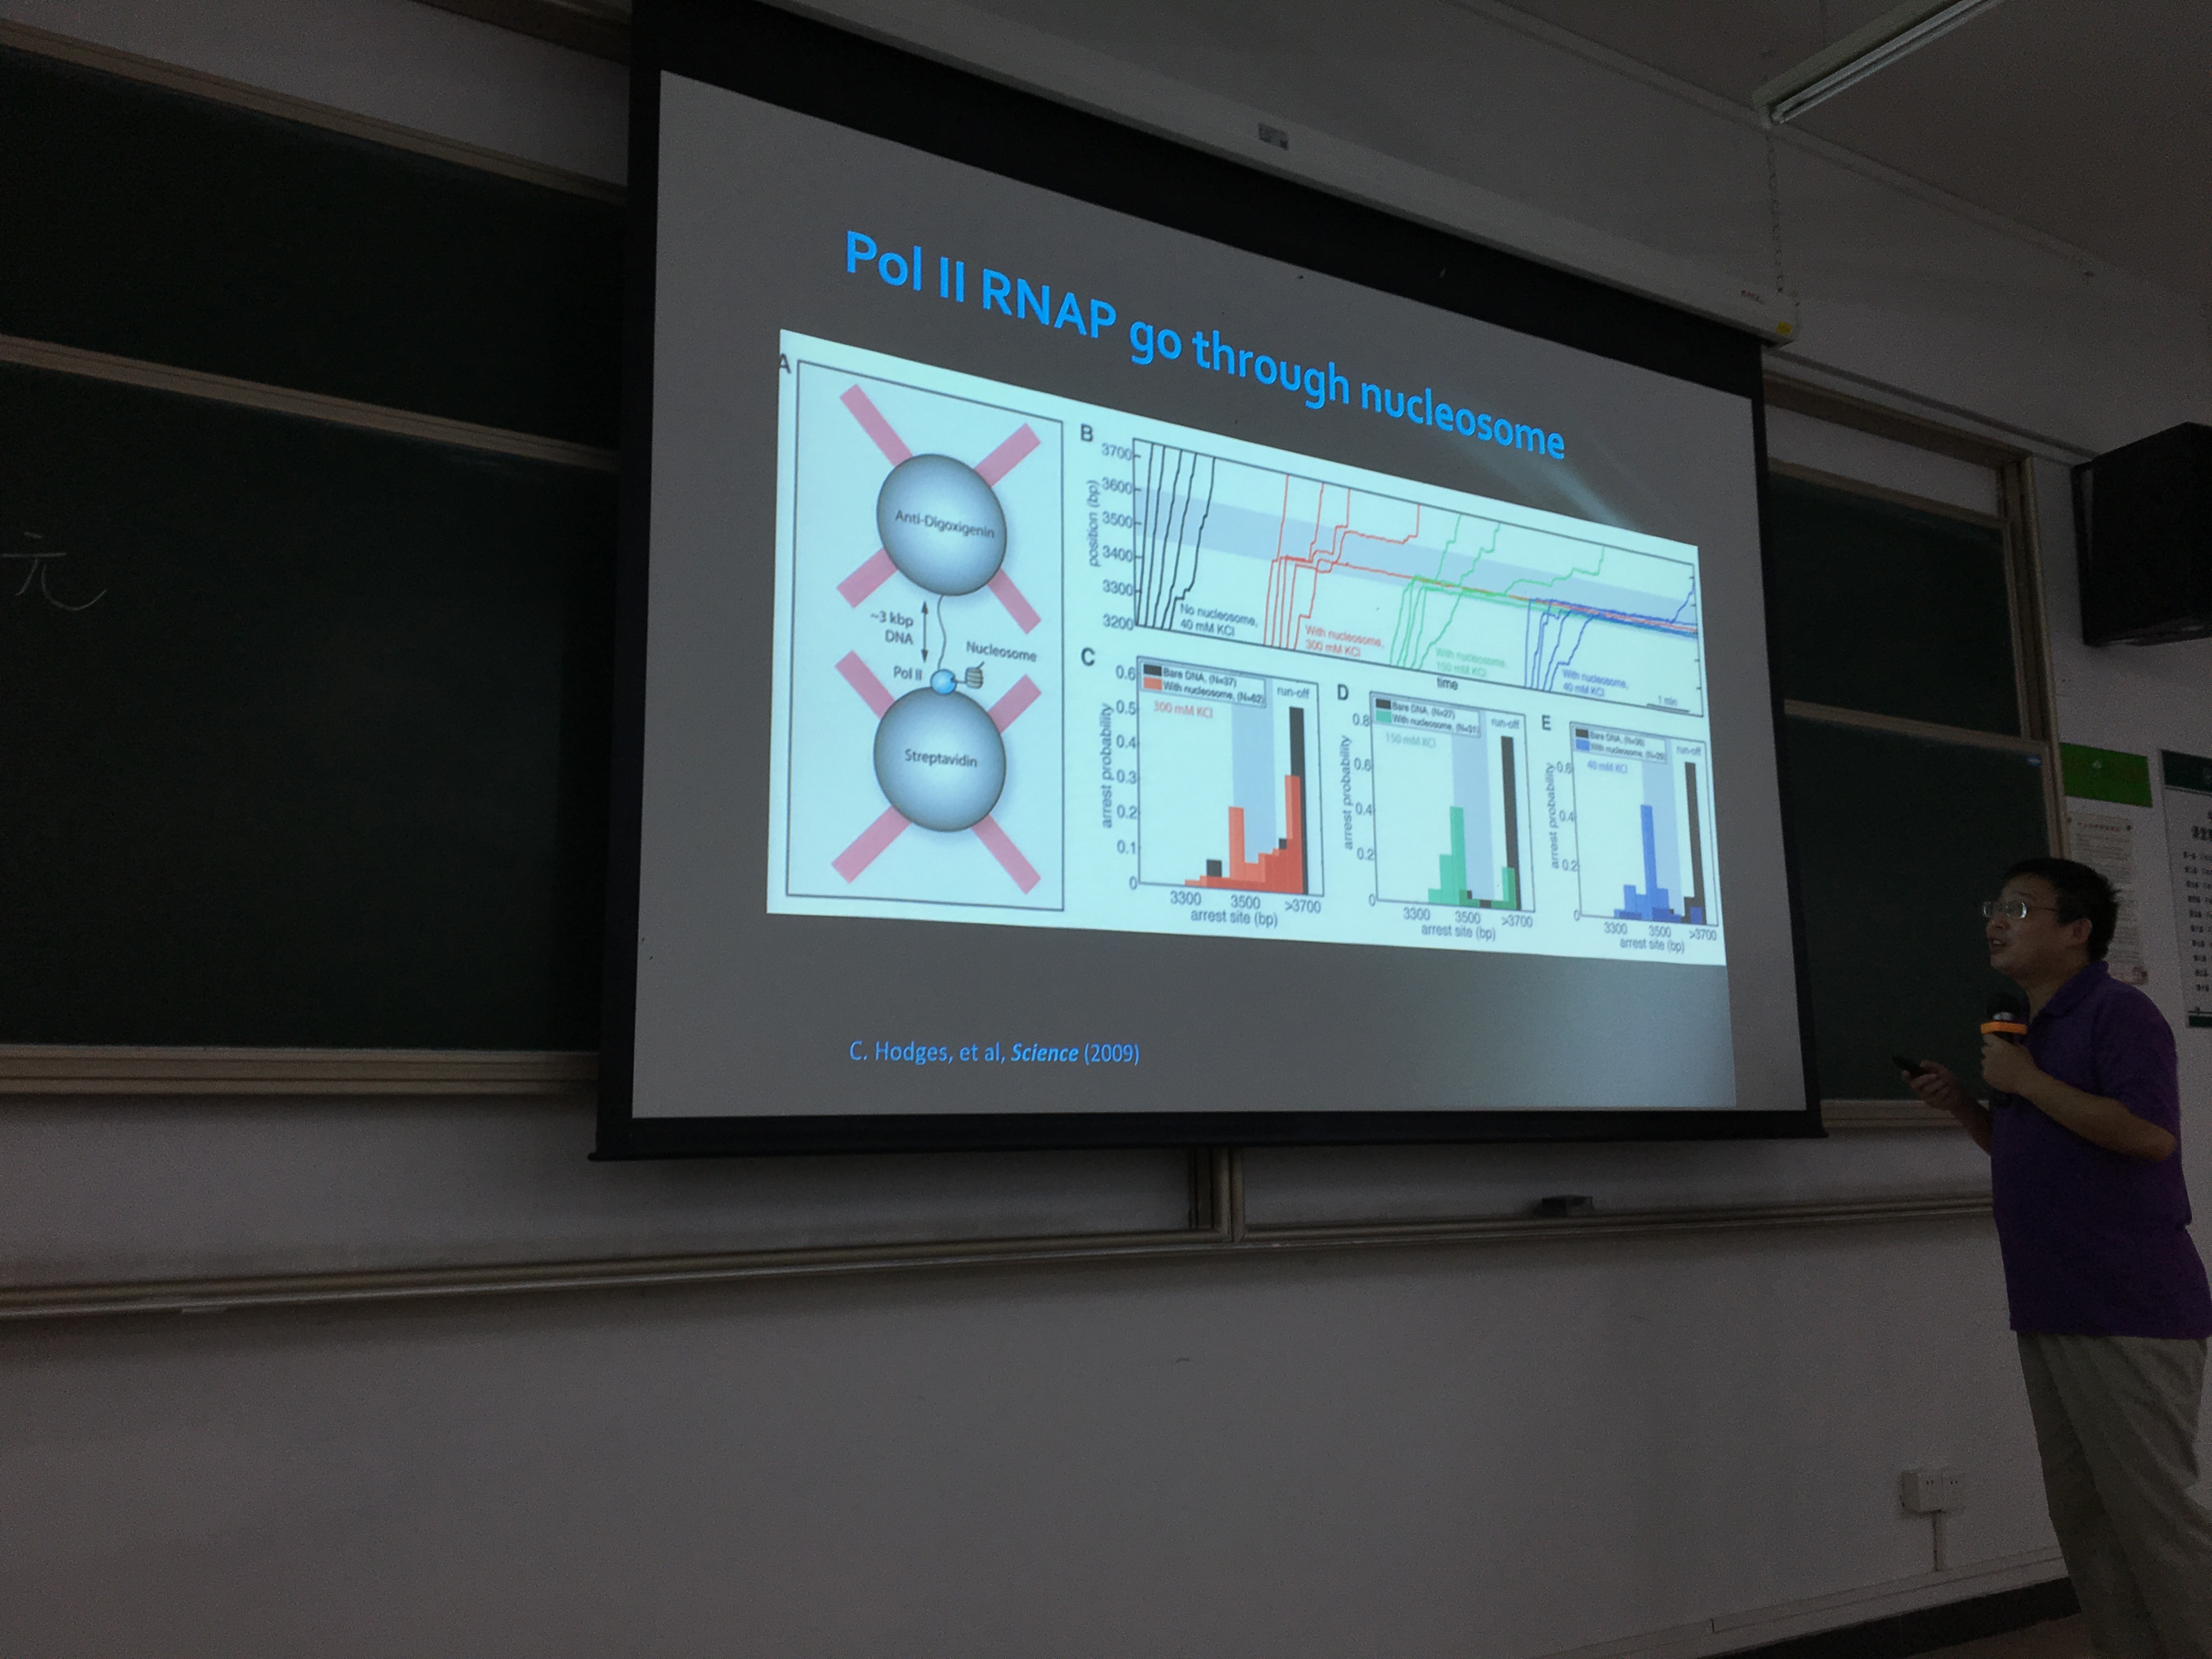 元
Pol II RNAP go through nucleosome
A
Anti-Digoxigenin
~3 kbp
DNA
Nucleosome
Pol II
Streptavidin
B
position (bp)
3700
3600
3500
3400
3300
3200
No nucleosome,
40 mM KCl
With nucleosome,
300 mM KCl
With nucleosome,
150 mM KCl
With nucleosome,
40 mM KCl
time
1 min
C
arrest probability
0.6
0.5
0.4
0.3
0.2
0.1
0
Bare DNA, (N=37)
With nucleosome, (N=62)
run-off
300 mM KCl
3300 3500 >3700
arrest site (bp)
D
arrest probability
0.8
0.6
0.4
0.2
0
Bare DNA, (N=27)
With nucleosome, (N=31)
run-off
150 mM KCl
3300 3500 >3700
arrest site (bp)
E
arrest probability
0.6
0.4
0.2
0
Bare DNA,
With nucleosome,
run-off
40 mM KCl
3300 3500 >3700
arrest site (bp)
C. Hodges, et al, Science (2009)